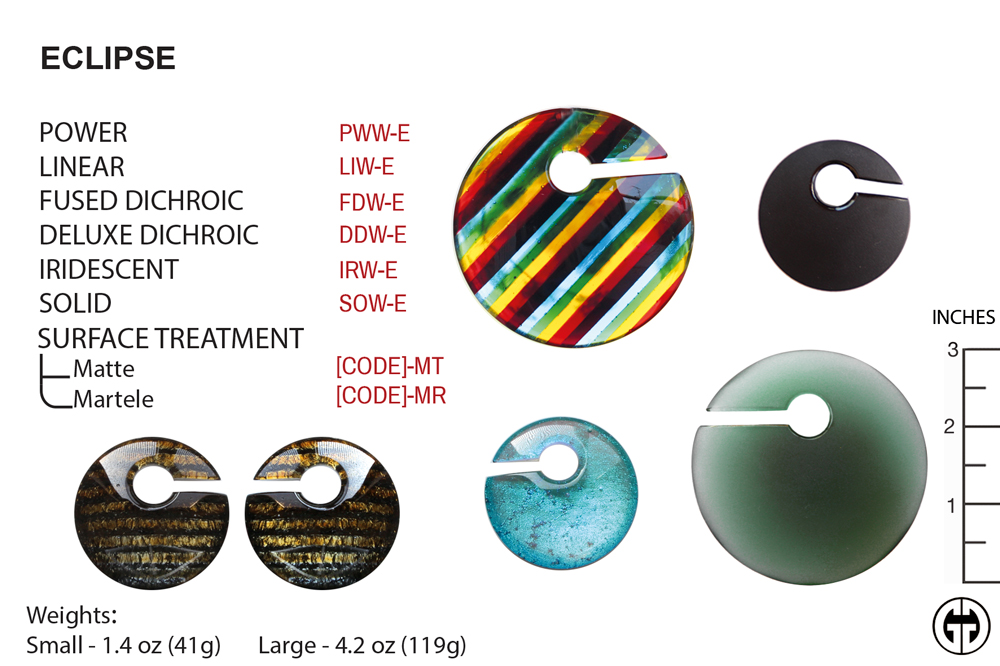 ECLIPSE
POWER PWW-E
LINEAR LIW-E
FUSED DICHROIC FDW-E
DELUXE DICHROIC DDW-E
IRIDESCENT IRW-E
SOLID SOW-E
SURFACE TREATMENT
Matte [CODE]-MT
Martele [CODE]-MR
INCHES
3
2
1
Weights:
Small - 1.4 oz (41g) Large - 4.2 oz (119g)